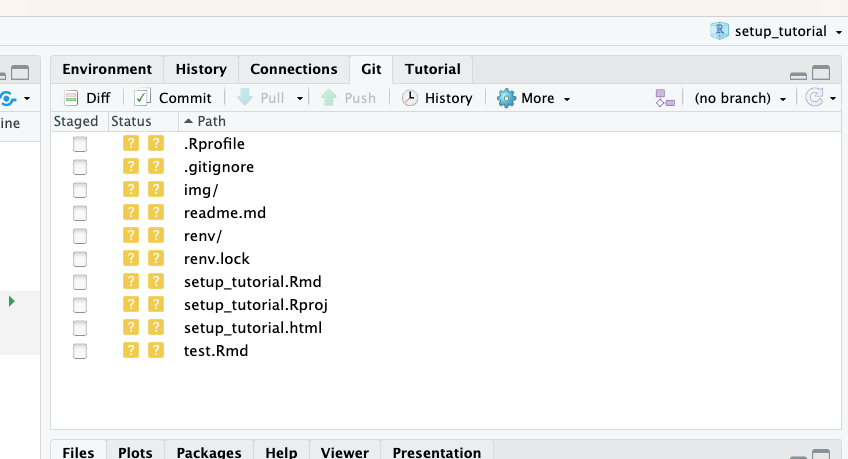 setup_tutorial
Environment History Connections Git Tutorial
Diff Commit Pull Push History More (no branch)
ine
Staged Status Path
? ? .Rprofile
? ? .gitignore
? ? img/
? ? readme.md
? ? renv/
? ? renv.lock
? ? setup_tutorial.Rmd
? ? setup_tutorial.Rproj
? ? setup_tutorial.html
? ? test.Rmd
Files Plots Packages Help Viewer Presentation